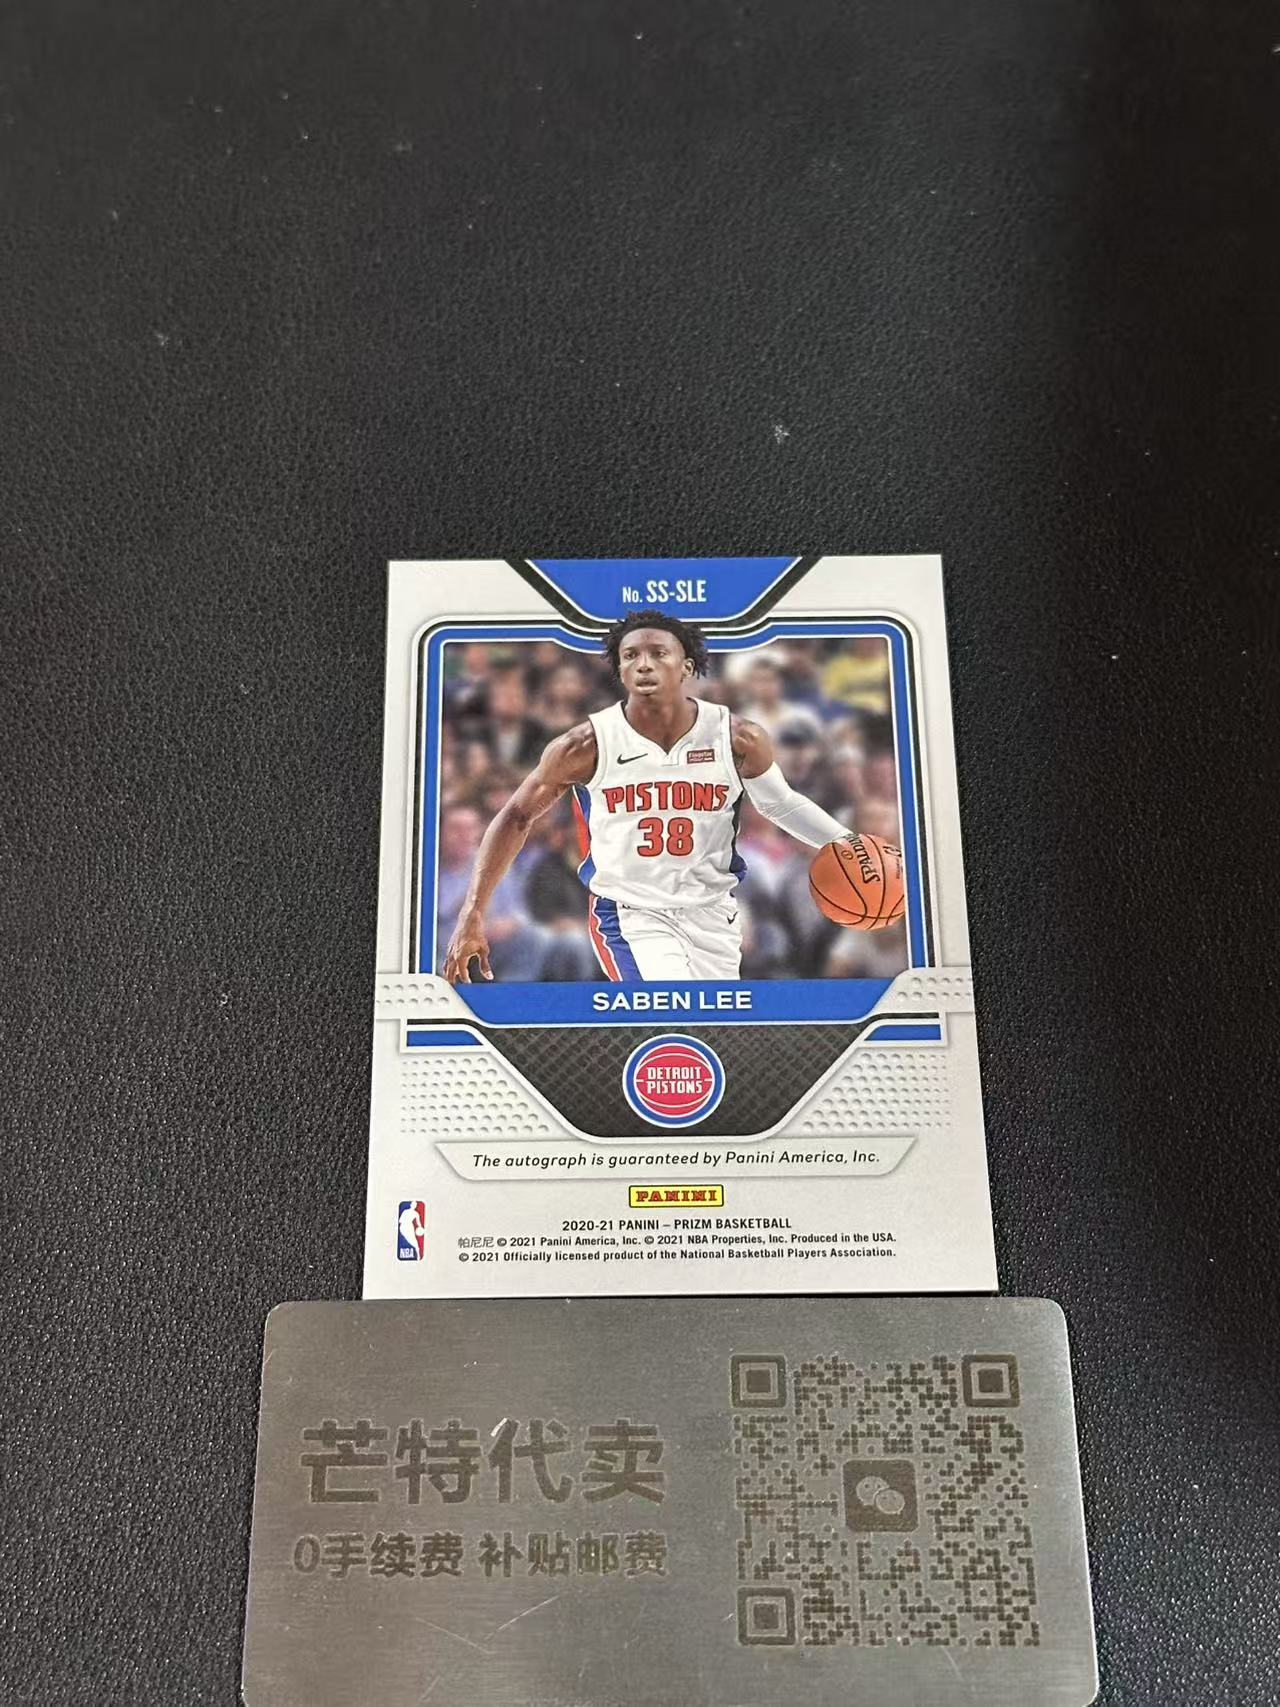 No. SS-SLE
Flagstar
PISTONS
38
SPALDING
SABEN LEE
DETROIT
PISTONS
The autograph is guaranteed by Panini America, Inc.
PANINI
2020-21 PANINI – PRIZM BASKETBALL
帕尼尼 © 2021 Panini America, Inc. © 2021 NBA Properties, Inc. Produced in the USA.
© 2021 Officially licensed product of the National Basketball Players Association.
NBA
芒特代卖
0手续费 补贴邮费